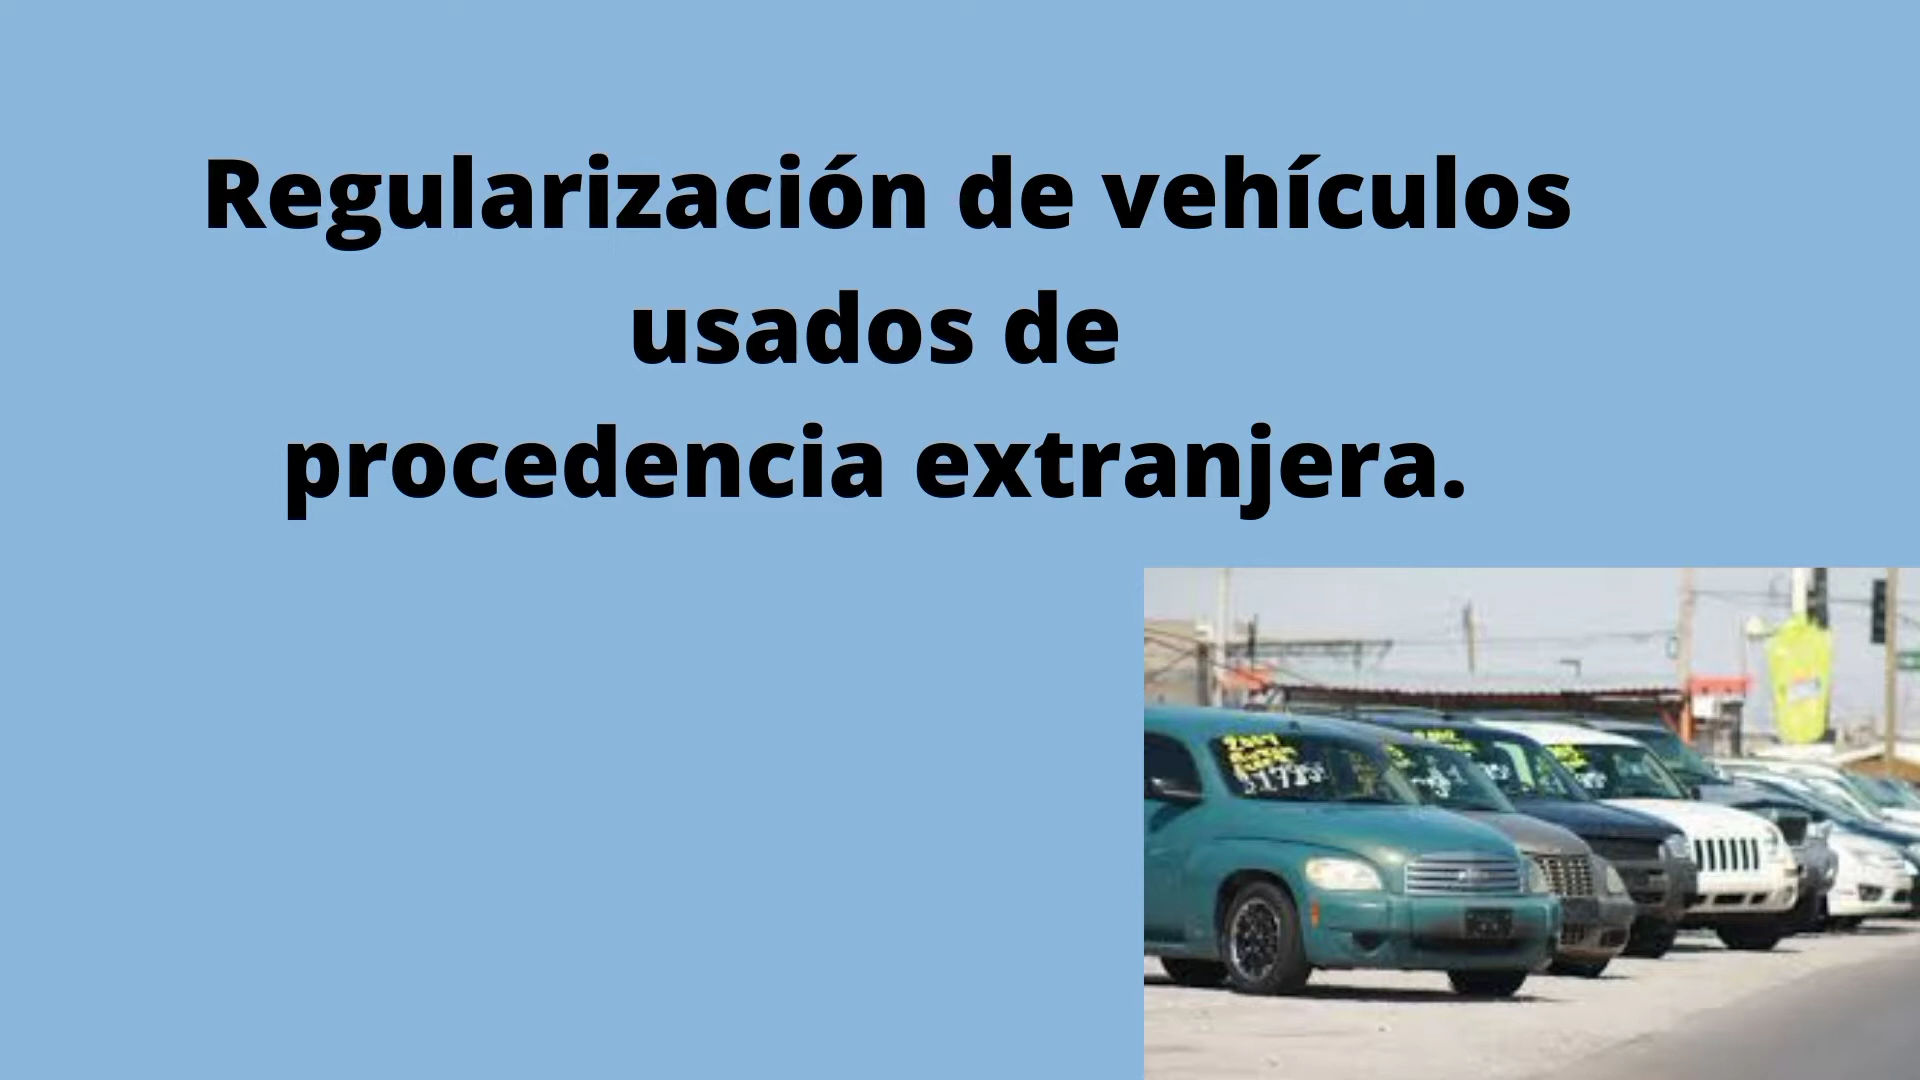 Regularización de vehículos
usados de
procedencia extranjera.